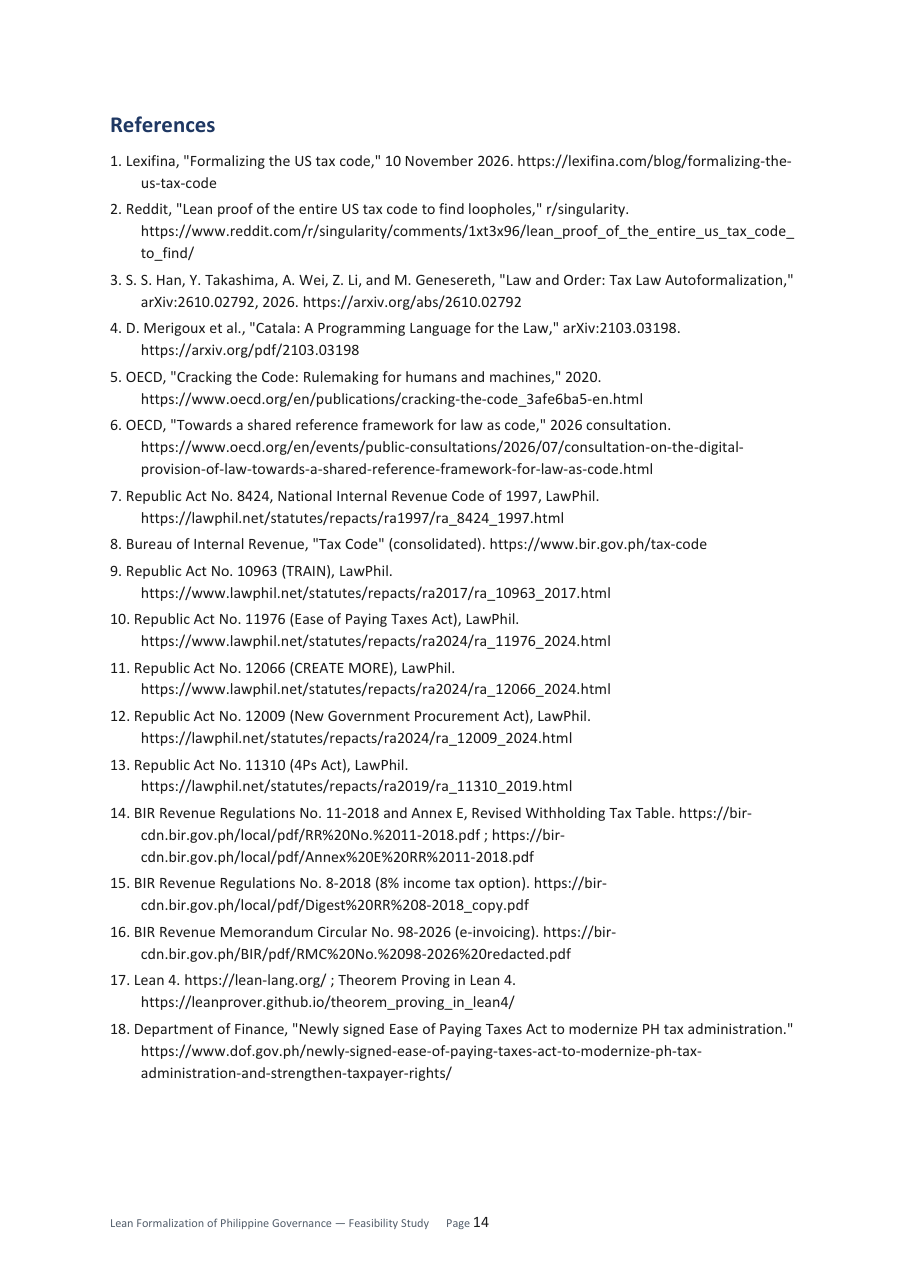 References
1. Lexifina, "Formalizing the US tax code," 10 November 2026. https://lexifina.com/blog/formalizing-the-
us-tax-code
2. Reddit, "Lean proof of the entire US tax code to find loopholes," r/singularity.
https://www.reddit.com/r/singularity/comments/1xt3x96/lean_proof_of_the_entire_us_tax_code_
to_find/
3. S. S. Han, Y. Takashima, A. Wei, Z. Li, and M. Genesereth, "Law and Order: Tax Law Autoformalization,"
arXiv:2610.02792, 2026. https://arxiv.org/abs/2610.02792
4. D. Merigoux et al., "Catala: A Programming Language for the Law," arXiv:2103.03198.
https://arxiv.org/pdf/2103.03198
5. OECD, "Cracking the Code: Rulemaking for humans and machines," 2020.
https://www.oecd.org/en/publications/cracking-the-code_3afe6ba5-en.html
6. OECD, "Towards a shared reference framework for law as code," 2026 consultation.
https://www.oecd.org/en/events/public-consultations/2026/07/consultation-on-the-digital-
provision-of-law-towards-a-shared-reference-framework-for-law-as-code.html
7. Republic Act No. 8424, National Internal Revenue Code of 1997, LawPhil.
https://lawphil.net/statutes/repacts/ra1997/ra_8424_1997.html
8. Bureau of Internal Revenue, "Tax Code" (consolidated). https://www.bir.gov.ph/tax-code
9. Republic Act No. 10963 (TRAIN), LawPhil.
https://www.lawphil.net/statutes/repacts/ra2017/ra_10963_2017.html
10. Republic Act No. 11976 (Ease of Paying Taxes Act), LawPhil.
https://www.lawphil.net/statutes/repacts/ra2024/ra_11976_2024.html
11. Republic Act No. 12066 (CREATE MORE), LawPhil.
https://www.lawphil.net/statutes/repacts/ra2024/ra_12066_2024.html
12. Republic Act No. 12009 (New Government Procurement Act), LawPhil.
https://lawphil.net/statutes/repacts/ra2024/ra_12009_2024.html
13. Republic Act No. 11310 (4Ps Act), LawPhil.
https://lawphil.net/statutes/repacts/ra2019/ra_11310_2019.html
14. BIR Revenue Regulations No. 11-2018 and Annex E, Revised Withholding Tax Table. https://bir-
cdn.bir.gov.ph/local/pdf/RR%20No.%2011-2018.pdf ; https://bir-
cdn.bir.gov.ph/local/pdf/Annex%20E%20RR%2011-2018.pdf
15. BIR Revenue Regulations No. 8-2018 (8% income tax option). https://bir-
cdn.bir.gov.ph/local/pdf/Digest%20RR%208-2018_copy.pdf
16. BIR Revenue Memorandum Circular No. 98-2026 (e-invoicing). https://bir-
cdn.bir.gov.ph/BIR/pdf/RMC%20No.%2098-2026%20redacted.pdf
17. Lean 4. https://lean-lang.org/ ; Theorem Proving in Lean 4.
https://leanprover.github.io/theorem_proving_in_lean4/
18. Department of Finance, "Newly signed Ease of Paying Taxes Act to modernize PH tax administration."
https://www.dof.gov.ph/newly-signed-ease-of-paying-taxes-act-to-modernize-ph-tax-
administration-and-strengthen-taxpayer-rights/
Lean Formalization of Philippine Governance — Feasibility Study Page 14